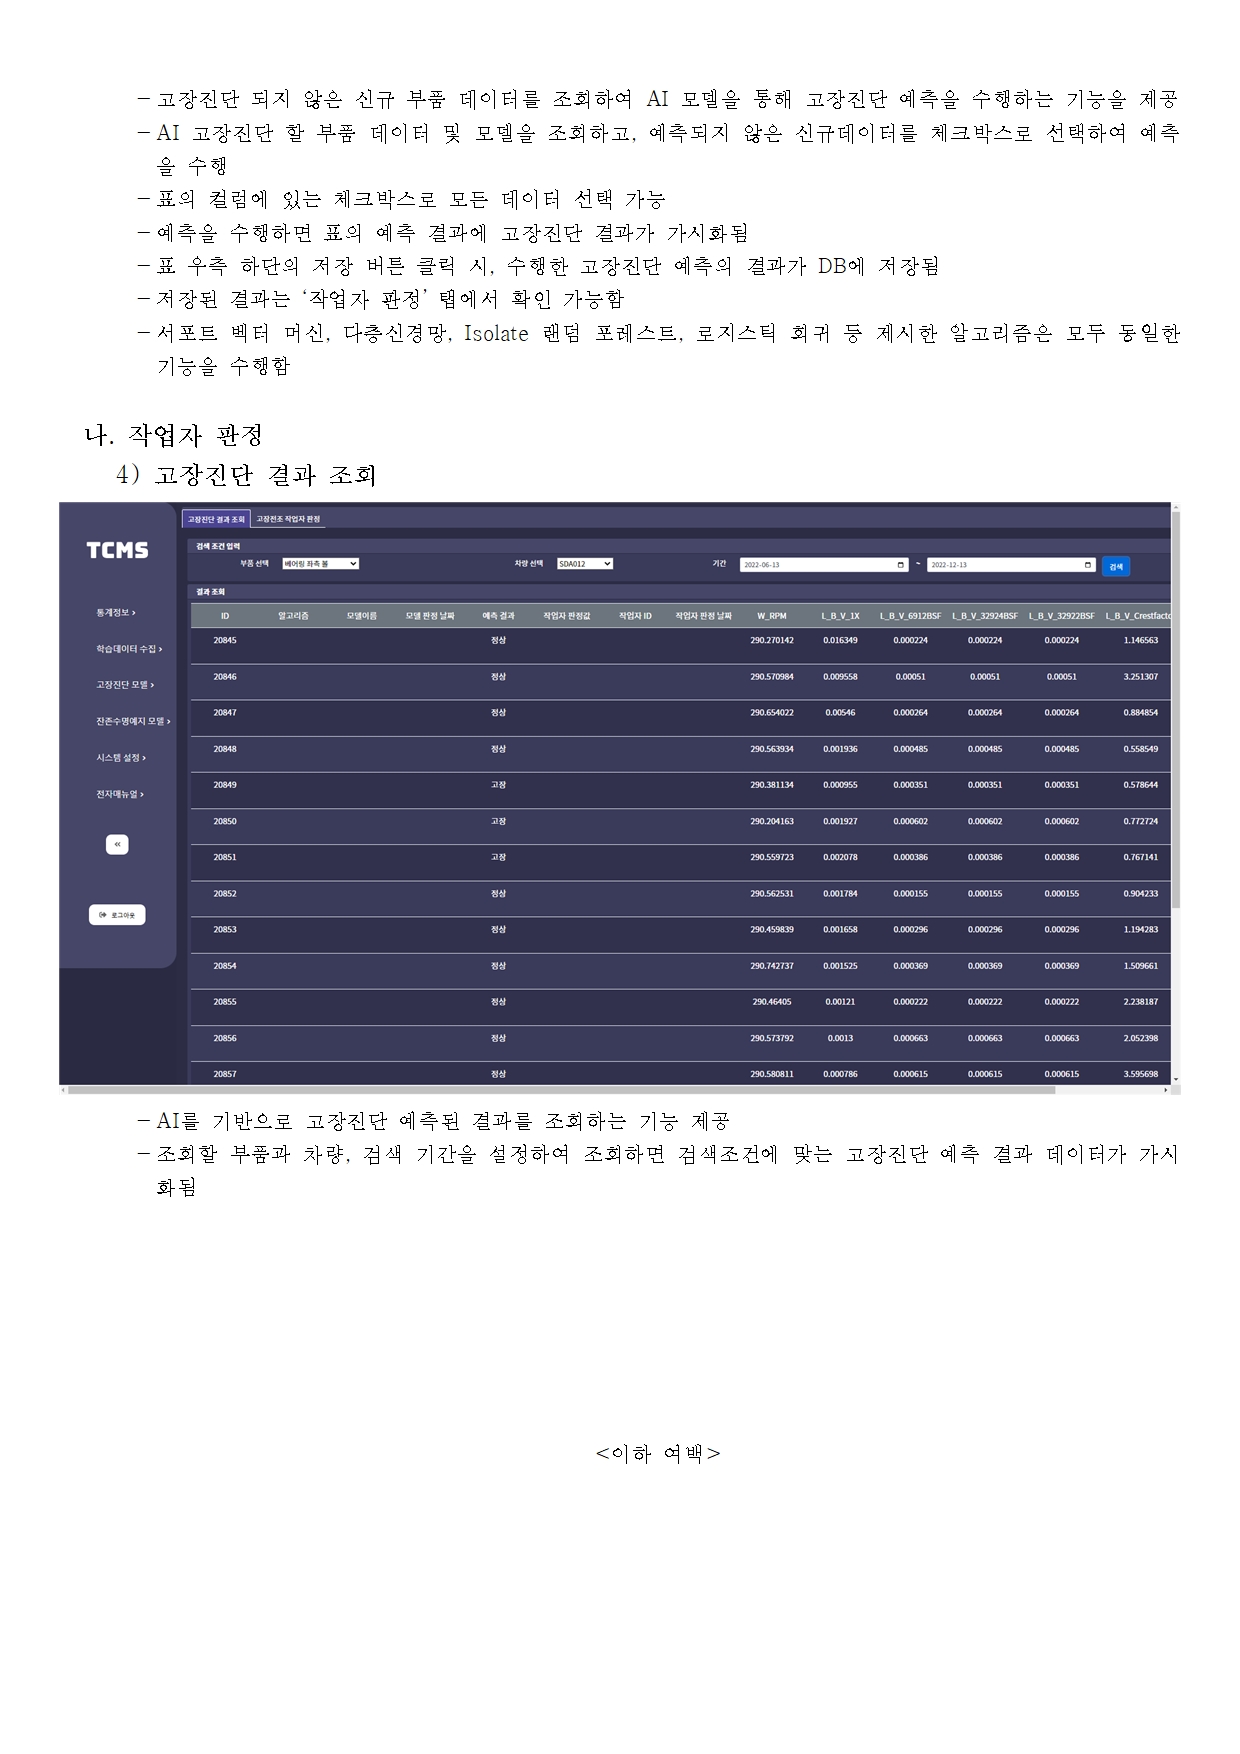 - 고장진단 되지 않은 신규 부품 데이터를 조회하여 AI 모델을 통해 고장진단 예측을 수행하는 기능을 제공
- AI 고장진단 할 부품 데이터 및 모델을 조회하고, 예측되지 않은 신규데이터를 체크박스로 선택하여 예측
을 수행
- 표의 컬럼에 있는 체크박스로 모든 데이터 선택 가능
- 예측을 수행하면 표의 예측 결과에 고장진단 결과가 가시화됨
- 표 우측 하단의 저장 버튼 클릭 시, 수행한 고장진단 예측의 결과가 DB에 저장됨
- 저장된 결과는 ‘작업자 판정’ 탭에서 확인 가능함
- 서포트 벡터 머신, 다층신경망, Isolate 랜덤 포레스트, 로지스틱 회귀 등 제시한 알고리즘은 모두 동일한
기능을 수행함
나. 작업자 판정
4) 고장진단 결과 조회
TCMS
통계정보 ›
학습데이터 수집 ›
고장진단 모델 ›
잔존수명예지 모델 ›
시스템 설정 ›
전자매뉴얼 ›
«
로그아웃
고장진단 결과 조회 고장전조 작업자 판정
검색 조건 입력
부품 선택 베어링 좌측 볼 차량 선택 SDA012 기간 2022-06-13 ~ 2022-12-13 검색
결과 조회
ID 알고리즘 모델이름 모델 판정 날짜 예측 결과 작업자 판정값 작업자 ID 작업자 판정 날짜 W_RPM L_B_V_1X L_B_V_6912BSF L_B_V_32924BSF L_B_V_32922BSF L_B_V_Crestfacto
20845 정상 290.270142 0.016349 0.000224 0.000224 0.000224 1.146563
20846 정상 290.570984 0.009558 0.00051 0.00051 0.00051 3.251307
20847 정상 290.654022 0.00546 0.000264 0.000264 0.000264 0.884854
20848 정상 290.563934 0.001936 0.000485 0.000485 0.000485 0.558549
20849 고장 290.381134 0.000955 0.000351 0.000351 0.000351 0.578644
20850 고장 290.204163 0.001927 0.000602 0.000602 0.000602 0.772724
20851 고장 290.559723 0.002078 0.000386 0.000386 0.000386 0.767141
20852 정상 290.562531 0.001784 0.000155 0.000155 0.000155 0.904233
20853 정상 290.459839 0.001658 0.000296 0.000296 0.000296 1.194283
20854 정상 290.742737 0.001525 0.000369 0.000369 0.000369 1.509661
20855 정상 290.46405 0.00121 0.000222 0.000222 0.000222 2.238187
20856 정상 290.573792 0.0013 0.000663 0.000663 0.000663 2.052398
20857 정상 290.580811 0.000786 0.000615 0.000615 0.000615 3.595698
- AI를 기반으로 고장진단 예측된 결과를 조회하는 기능 제공
- 조회할 부품과 차량, 검색 기간을 설정하여 조회하면 검색조건에 맞는 고장진단 예측 결과 데이터가 가시
화됨
<이하 여백>